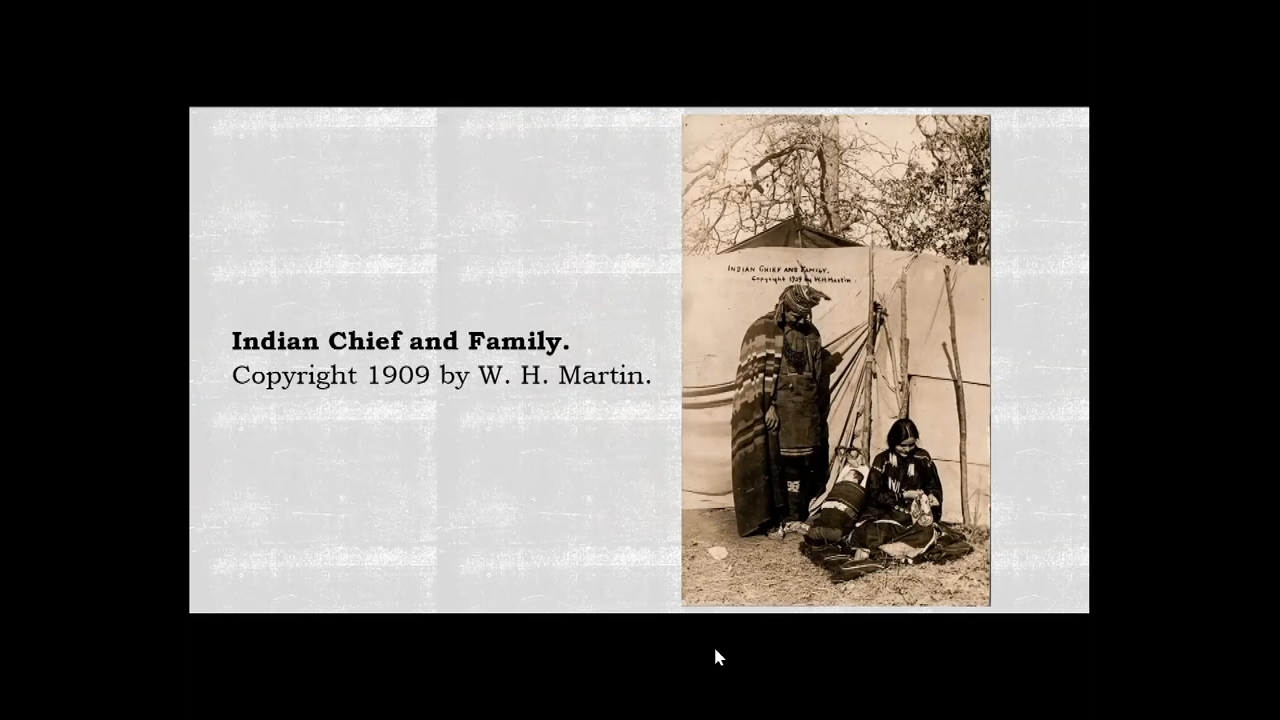 Indian Chief and Family.
Copyright 1909 by W. H. Martin.
INDIAN CHIEF AND FAMILY.
Copyright 1909 by W.H.Martin.